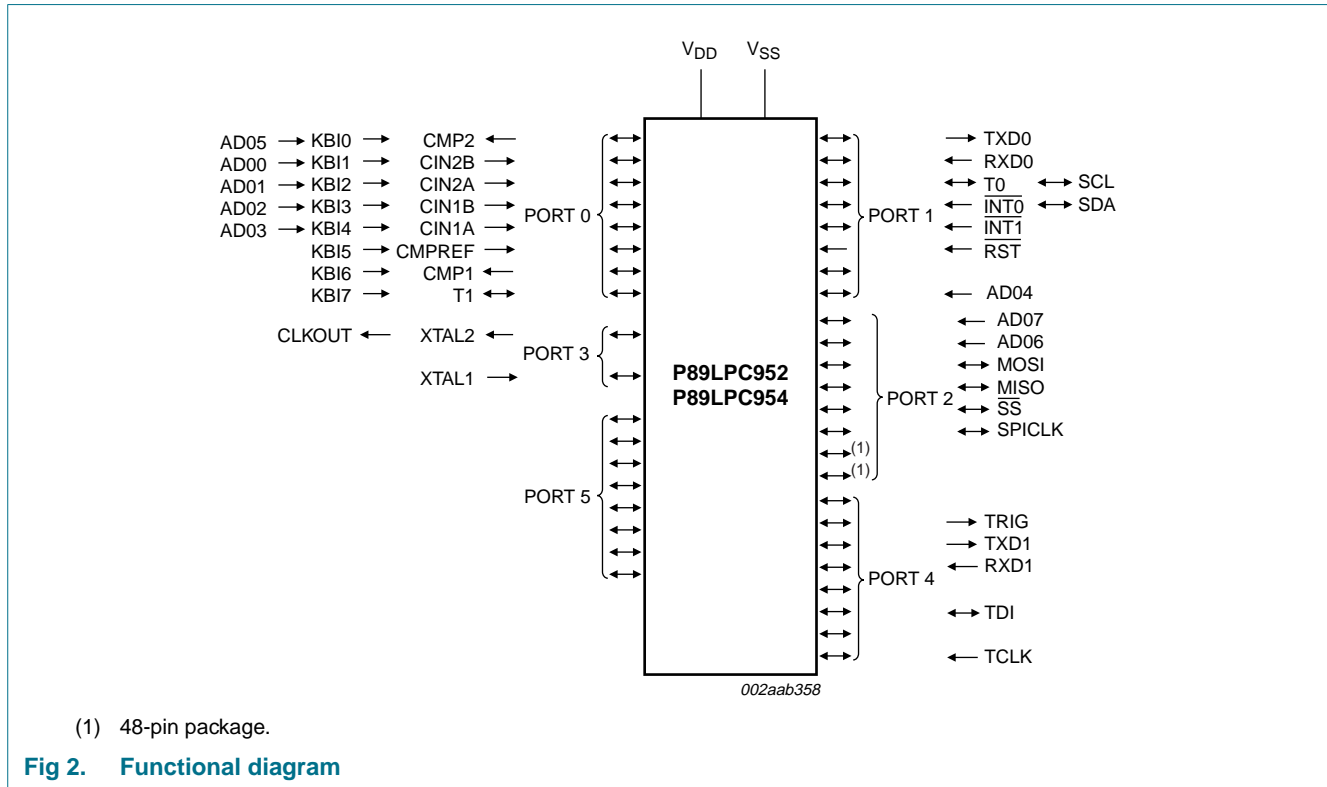 VDD VSS
AD05 KBI0 CMP2 TXD0
AD00 KBI1 CIN2B RXD0
AD01 KBI2 CIN2A T0 SCL
AD02 KBI3 CIN1B INT0 SDA
PORT 0 PORT 1
AD03 KBI4 CIN1A INT1
KBI5 CMPREF RST
KBI6 CMP1
KBI7 T1 AD04
AD07
CLKOUT XTAL2 AD06
PORT 3
MOSI
XTAL1 P89LPC952 MISO
P89LPC954 PORT 2 SS
SPICLK
(1)
(1)
PORT 5
TRIG
TXD1
RXD1
PORT 4
TDI
TCLK
002aab358
(1) 48-pin package.
Fig 2. Functional diagram